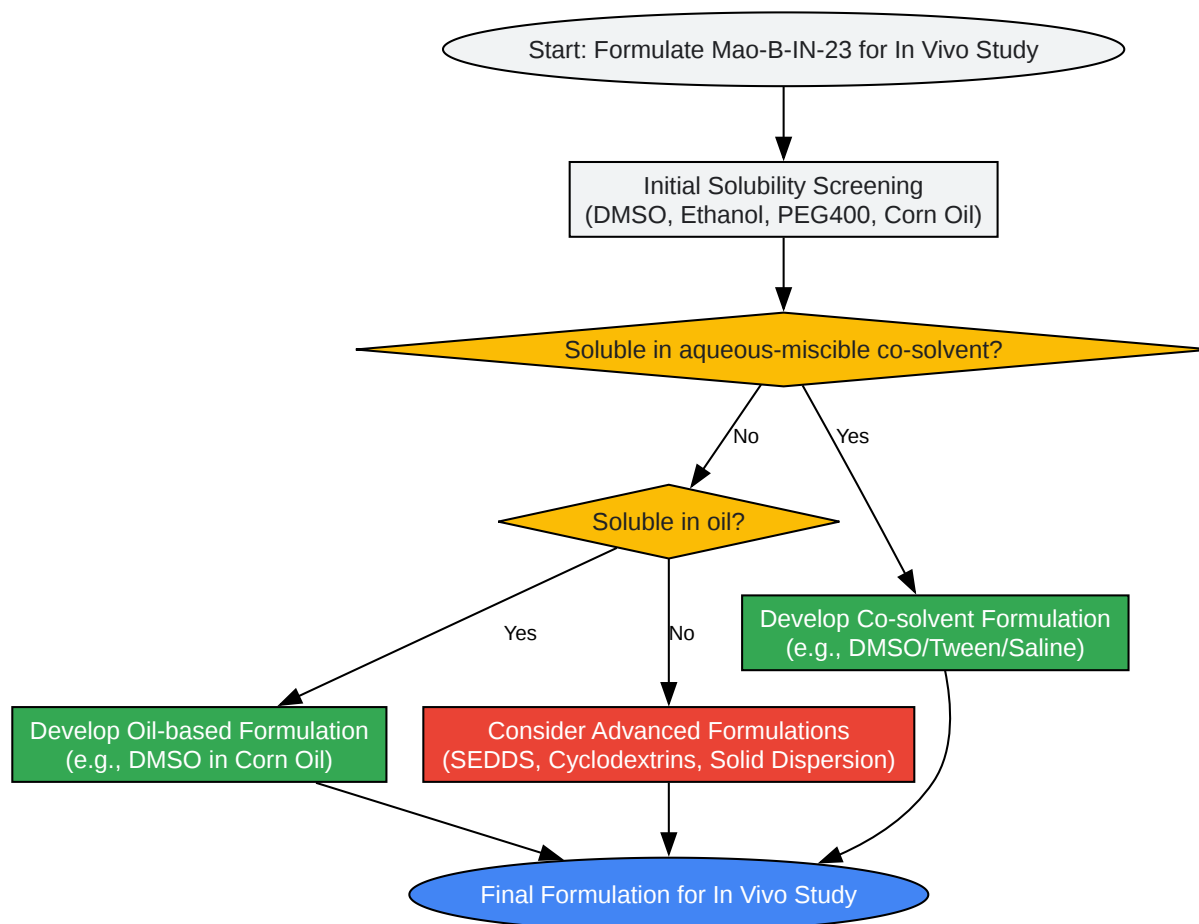 Start: Formulate Mao-B-IN-23 for In Vivo Study
Initial Solubility Screening
(DMSO, Ethanol, PEG400, Corn Oil)
Soluble in aqueous-miscible co-solvent?
No
Yes
Soluble in oil?
Develop Co-solvent Formulation
(e.g., DMSO/Tween/Saline)
Yes
No
Develop Oil-based Formulation
(e.g., DMSO in Corn Oil)
Consider Advanced Formulations
(SEDDS, Cyclodextrins, Solid Dispersion)
Final Formulation for In Vivo Study